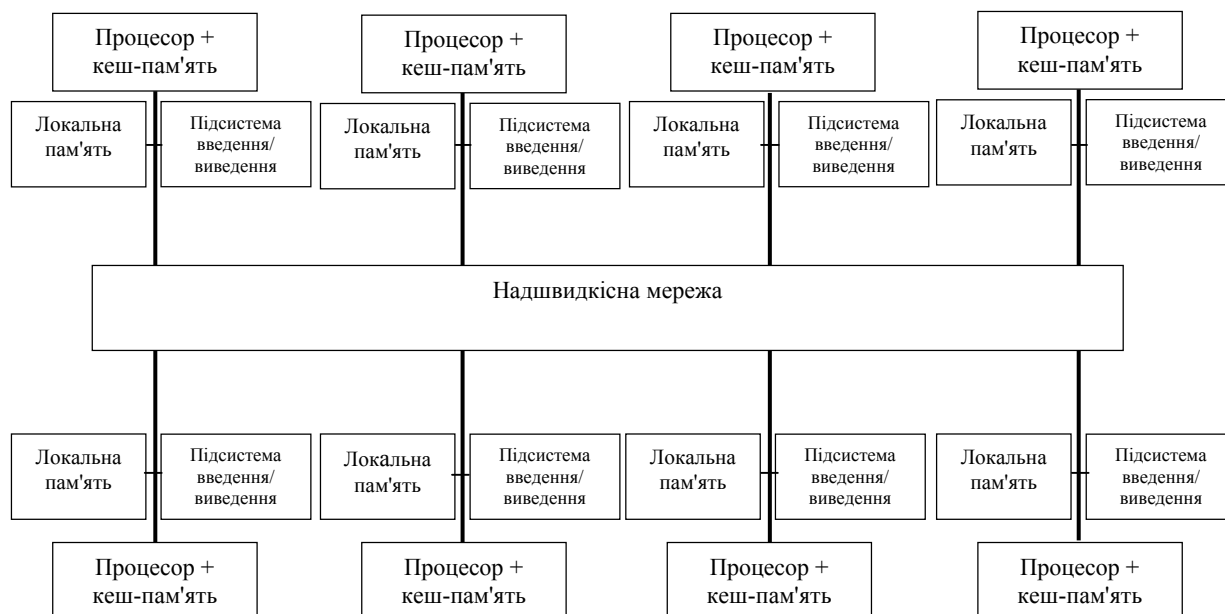 Процесор +
кеш-пам'ять
Процесор +
кеш-пам'ять
Процесор +
кеш-пам'ять
Процесор +
кеш-пам'ять
Локальна
пам'ять
Підсистема
введення/
виведення
Локальна
пам'ять
Підсистема
введення/
виведення
Локальна
пам'ять
Підсистема
введення/
виведення
Локальна
пам'ять
Підсистема
введення/
виведення
Надшвидкісна мережа
Локальна
пам'ять
Підсистема
введення/
виведення
Локальна
пам'ять
Підсистема
введення/
виведення
Локальна
пам'ять
Підсистема
введення/
виведення
Локальна
пам'ять
Підсистема
введення/
виведення
Процесор +
кеш-пам'ять
Процесор +
кеш-пам'ять
Процесор +
кеш-пам'ять
Процесор +
кеш-пам'ять